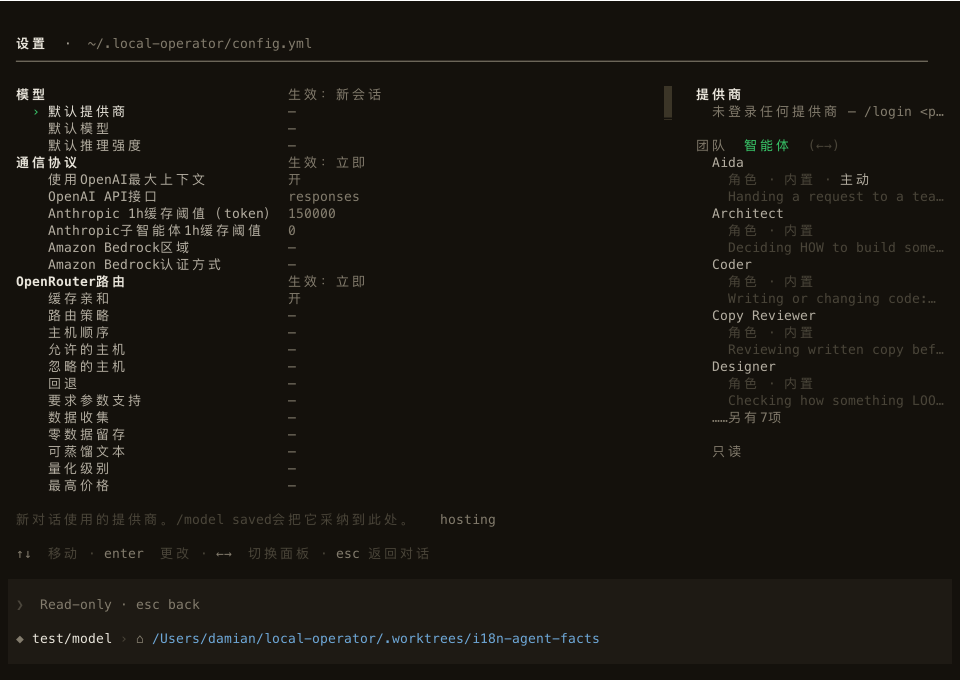 设置 · ~/.local-operator/config.yml
模型 生效: 新会话
› 默认提供商 —
默认模型 —
默认推理强度 —
通信协议 生效: 立即
使用OpenAI最大上下文 开
OpenAI API接口 responses
Anthropic 1h缓存阈值 (token) 150000
Anthropic子智能体1h缓存阈值 0
Amazon Bedrock区域 —
Amazon Bedrock认证方式 —
OpenRouter路由 生效: 立即
缓存亲和 开
路由策略 —
主机顺序 —
允许的主机 —
忽略的主机 —
回退 —
要求参数支持 —
数据收集 —
零数据留存 —
可蒸馏文本 —
量化级别 —
最高价格 —
提供商
未登录任何提供商 — /login <p…
团队 智能体 (←→)
Aida
角色 · 内置 · 主动
Handing a request to a tea…
Architect
角色 · 内置
Deciding HOW to build some…
Coder
角色 · 内置
Writing or changing code:…
Copy Reviewer
角色 · 内置
Reviewing written copy bef…
Designer
角色 · 内置
Checking how something LOO…
……另有7项
只读
新对话使用的提供商。/model saved会把它采纳到此处。 hosting
↑↓ 移动 · enter 更改 · ←→ 切换面板 · esc 返回对话
❯ Read-only · esc back
◆ test/model › ⌂ /Users/damian/local-operator/.worktrees/i18n-agent-facts